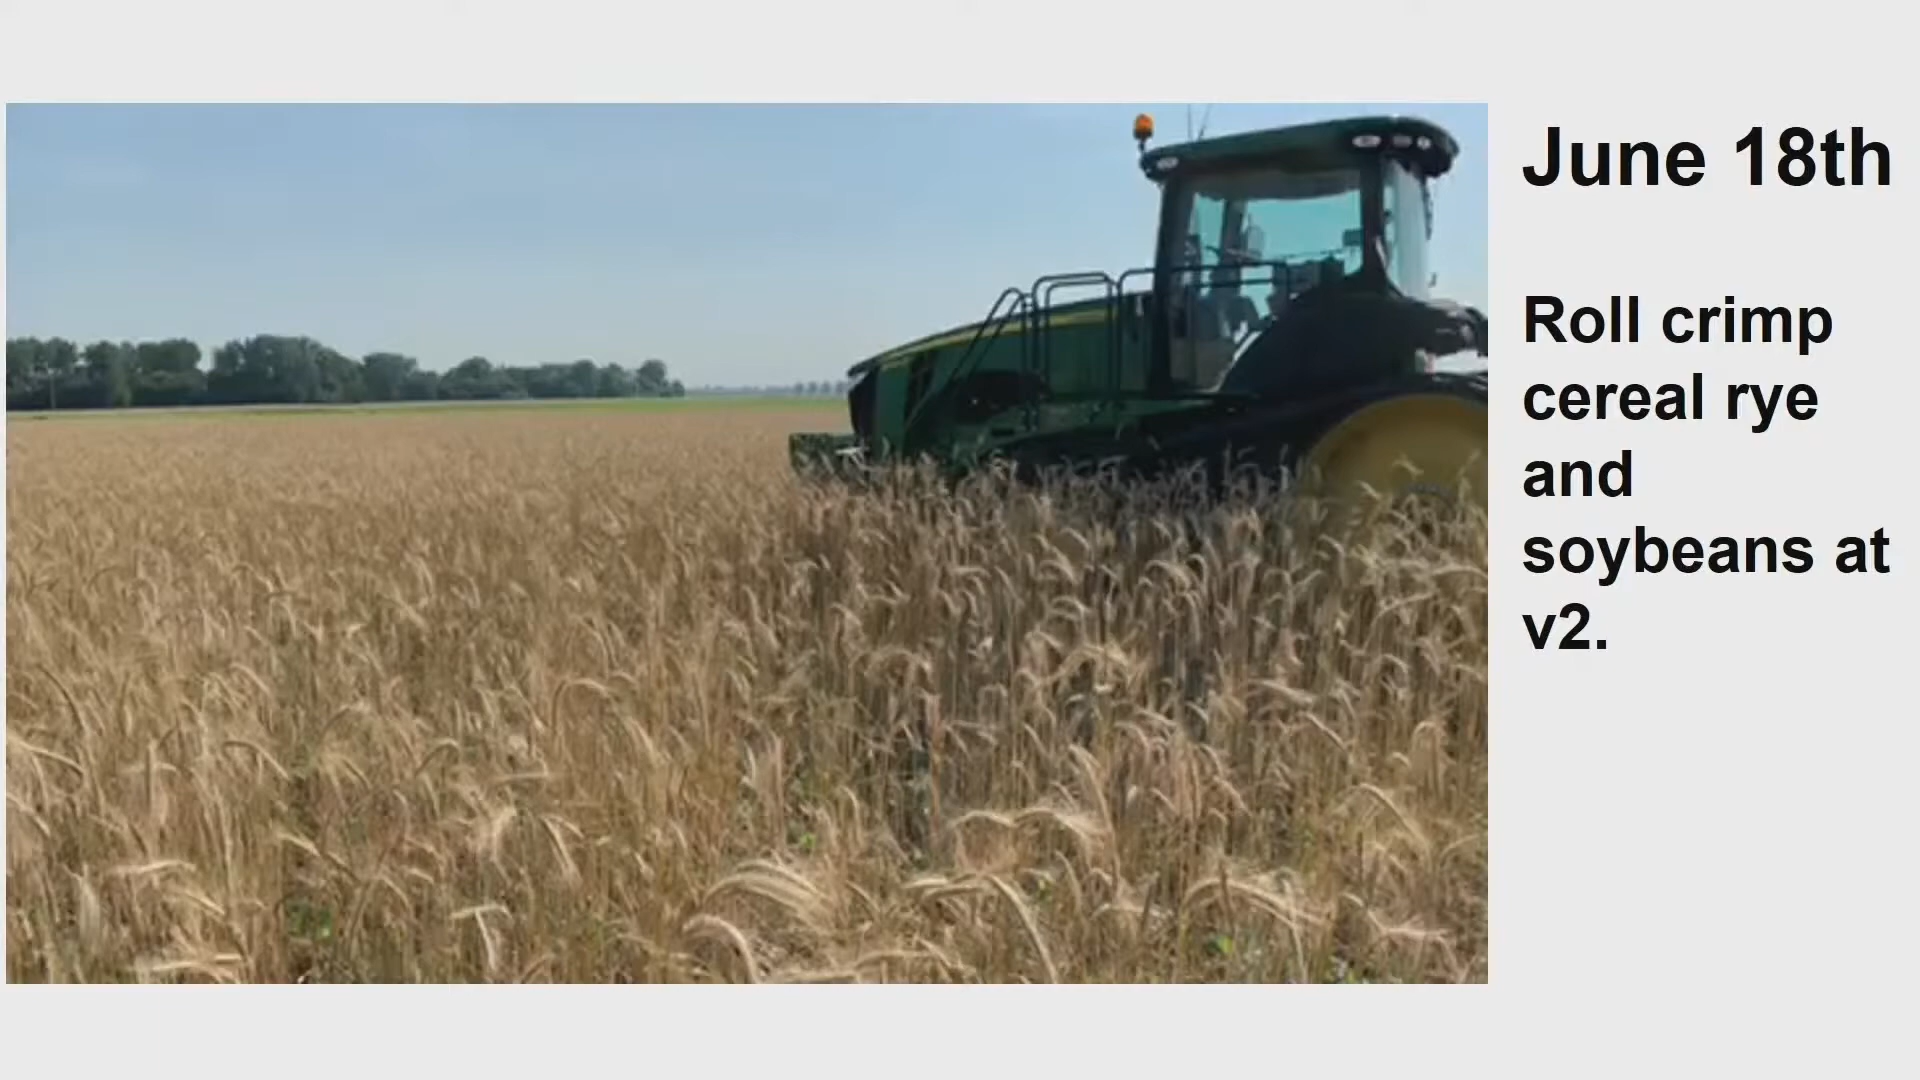 June 18th
Roll crimp
cereal rye
and
soybeans at
v2.